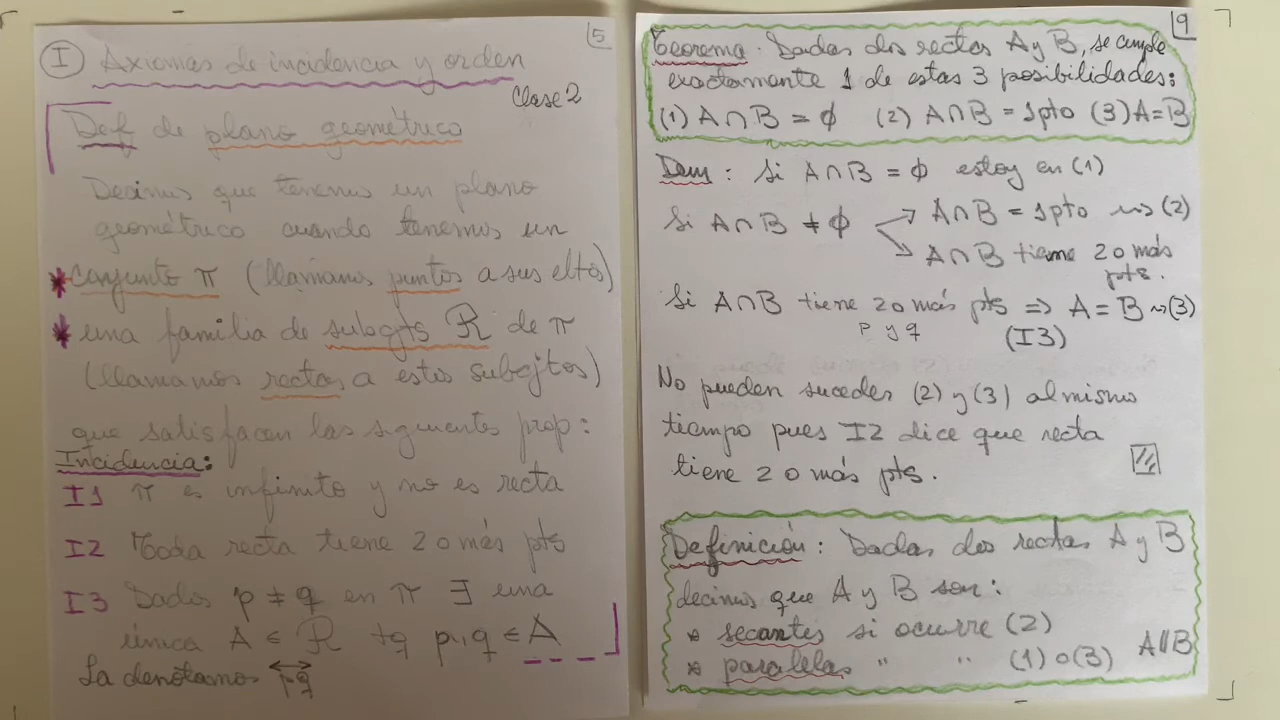 5
I Axiomas de incidencia y orden
Clase 2
Def de plano geométrico
Decimos que tenemos un plano
geométrico cuando tenemos un
* conjunto π (llamamos puntos a sus eltos)
* una familia de subcjts R de π
(llamamos rectas a estos subcjtos)
que satisfacen las siguientes prop:
Incidencia:
I1 π es infinito y no es recta
I2 Toda recta tiene 2 o más pts
I3 Dados p ≠ q en π ∃ una
única A ∈ R tq p,q ∈ A
La denotamos p͍q
9
Teorema. Dadas dos rectas A y B, se cumple
exactamente 1 de estas 3 posibilidades:
(1) A ∩ B = ∅ (2) A ∩ B = 1pto (3) A = B
Dem: Si A ∩ B = ∅ estoy en (1)
Si A ∩ B ≠ ∅
A ∩ B = 1pto ⇝ (2)
A ∩ B tiene 2 o más
pts.
Si A ∩ B tiene 2 o más pts ⇒ A = B ⇝ (3)
p y q (I3)
No pueden suceder (2) y (3) al mismo
tiempo pues I2 dice que recta
tiene 2 o más pts.
Definición: Dadas dos rectas A y B
decimos que A y B son:
* secantes si ocurre (2)
* paralelas " " (1) o (3) A∥B